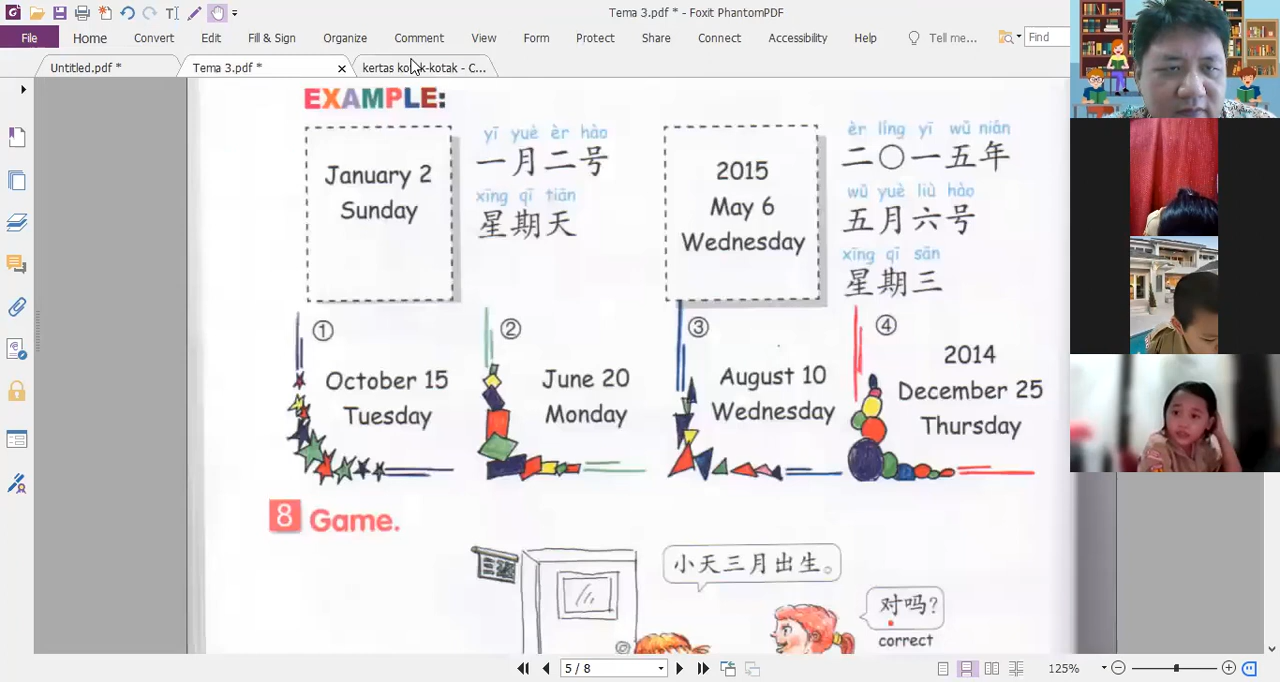 Tema 3.pdf * - Foxit PhantomPDF
File Home Convert Edit Fill & Sign Organize Comment View Form Protect Share Connect Accessibility Help Tell me... Find
Untitled.pdf * Tema 3.pdf * kertas kotak-kotak - C...
EXAMPLE:
January 2
Sunday
yī yuè èr hào
一月二号
xīng qī tiān
星期天
2015
May 6
Wednesday
èr líng yī wǔ nián
二〇一五年
wǔ yuè liù hào
五月六号
xīng qī sān
星期三
①
October 15
Tuesday
②
June 20
Monday
③
August 10
Wednesday
④
2014
December 25
Thursday
8 Game.
小天三月出生。
对吗?
correct
5 / 8
125%